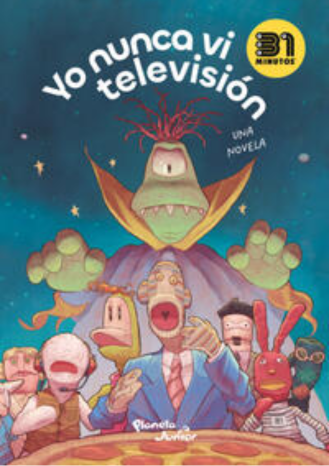 Yo nunca vi
televisión
31
MINUTOS
UNA
NOVELA
Planeta
Junior